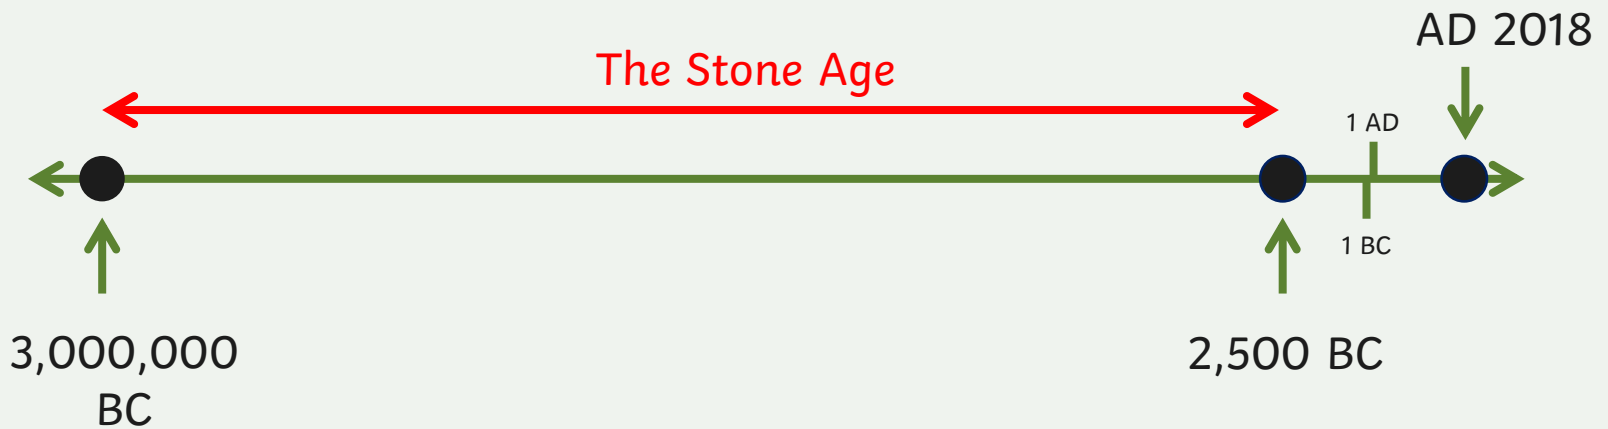 AD 2018
The Stone Age
1 AD
1 BC
3,000,000
BC
2,500 BC